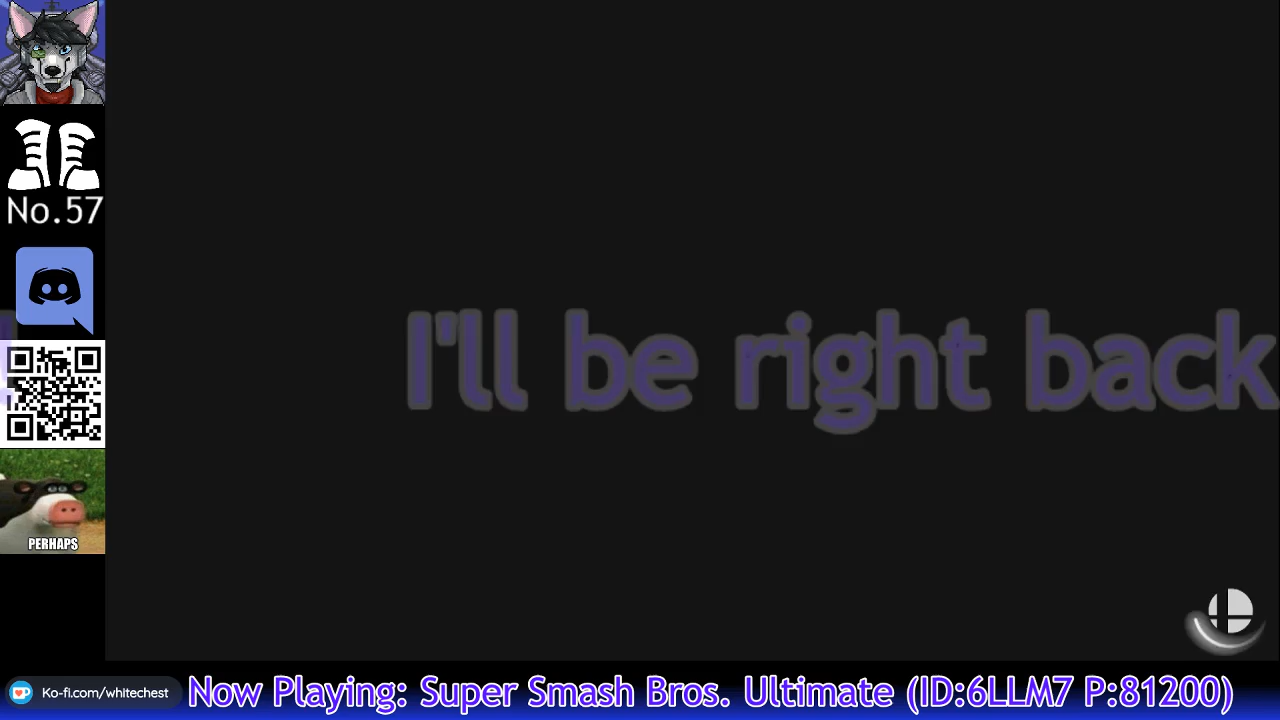 No.57
I'll be right back
PERHAPS
Ko-fi.com/whitechest
Now Playing: Super Smash Bros. Ultimate (ID:6LLM7 P:81200)